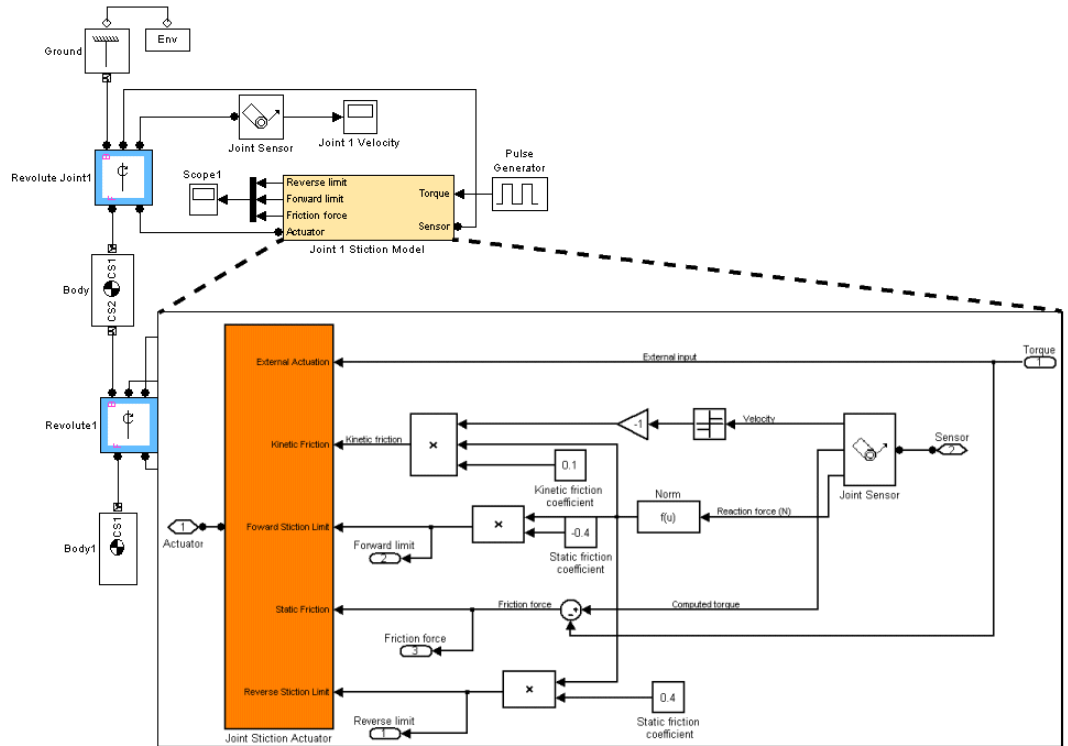 Env
Ground
Joint Sensor
Joint 1 Velocity
Revolute Joint1
B
F
Scope1
Pulse
Generator
Reverse limit
Forward limit
Friction force
Actuator
Torque
Sensor
Joint 1 Stiction Model
Body
CS1
CS2
Revolute1
B
F
Body1
CS1
External Actuation
External input
Torque
1
Kinetic Friction
Kinetic friction
×
-1
Velocity
Joint Sensor
Sensor
2
0.1
Kinetic friction
coefficient
Norm
f(u)
Reaction force (N)
1
Actuator
Foward Stiction Limit
×
-0.4
Static friction
coefficient
Forward limit
2
Static Friction
Friction force
- +
Computed torque
Friction force
3
Reverse Stiction Limit
×
0.4
Static friction
coefficient
Reverse limit
1
Joint Stiction Actuator